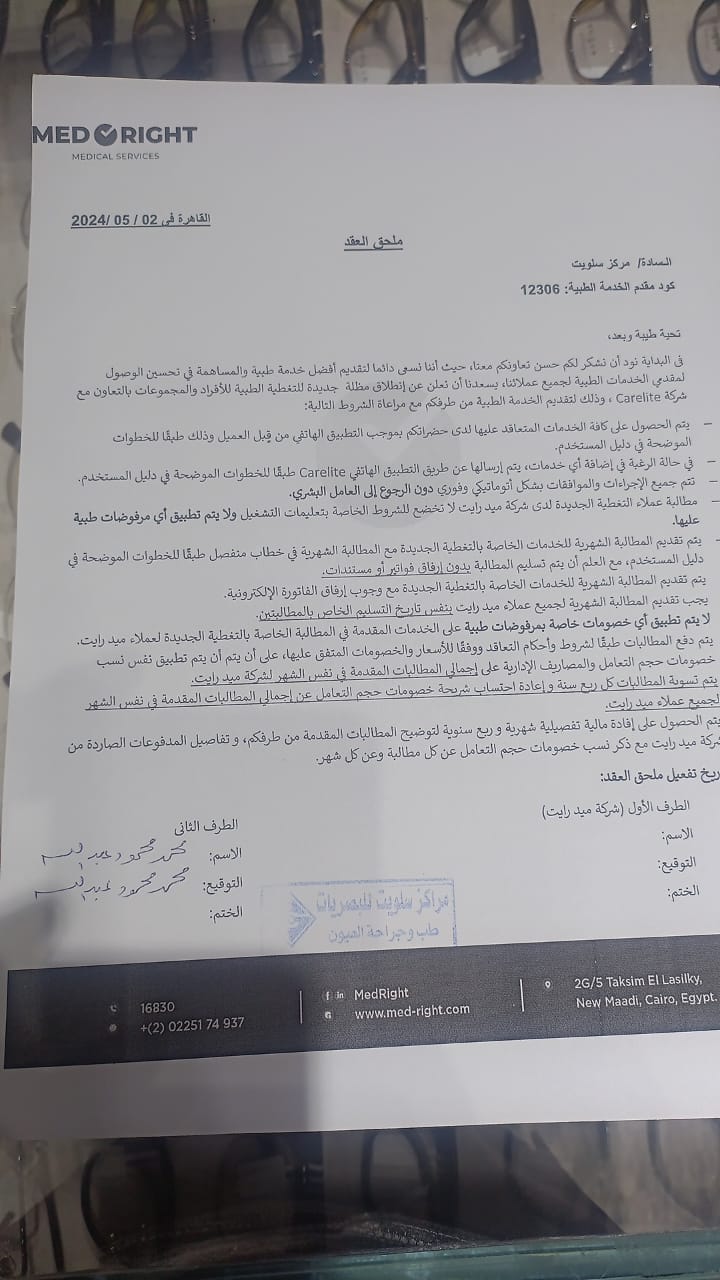 MED RIGHT
MEDICAL SERVICES
القاهرة فى 02 / 05 /2024
ملحق العقد
السادة/ مركز سلويت
كود مقدم الخدمة الطبية: 12306
تحية طيبة وبعد،
فى البداية نود أن نشكر لكم حسن تعاونكم معنا، حيث أننا نسعى دائما لتقديم أفضل خدمة طبية والمساهمة في تحسين الوصول
لمقدمي الخدمات الطبية لجميع عملائنا، يسعدنا أن نعلن عن إنطلاق مظلة جديدة للتغطية الطبية للأفراد والمجموعات بالتعاون مع
شركة Carelite ، وذلك لتقديم الخدمة الطبية من طرفكم مع مراعاة الشروط التالية:
– يتم الحصول على كافة الخدمات المتعاقد عليها لدى حضراتكم بموجب التطبيق الهاتفي من قِبل العميل وذلك طبقًا للخطوات
الموضحة في دليل المستخدم.
– في حالة الرغبة في إضافة أي خدمات، يتم إرسالها عن طريق التطبيق الهاتفي Carelite طبقًا للخطوات الموضحة في دليل المستخدم.
– تتم جميع الإجراءات والموافقات بشكل أتوماتيكي وفوري دون الرجوع إلى العامل البشري.
– مطالبة عملاء التغطية الجديدة لدى شركة ميد رايت لا تخضع للشروط الخاصة بتعليمات التشغيل ولا يتم تطبيق أي مرفوضات طبية
عليها.
– يتم تقديم المطالبة الشهرية للخدمات الخاصة بالتغطية الجديدة مع المطالبة الشهرية في خطاب منفصل طبقًا للخطوات الموضحة في
دليل المستخدم، مع العلم أن يتم تسليم المطالبة بدون إرفاق فواتير أو مستندات.
يتم تقديم المطالبة الشهرية للخدمات الخاصة بالتغطية الجديدة مع وجوب إرفاق الفاتورة الإلكترونية.
يجب تقديم المطالبة الشهرية لجميع عملاء ميد رايت بنفس تاريخ التسليم الخاص بالمطالبتين.
لا يتم تطبيق أي خصومات خاصة بمرفوضات طبية على الخدمات المقدمة في المطالبة الخاصة بالتغطية الجديدة لعملاء ميد رايت.
يتم دفع المطالبات طبقًا لشروط وأحكام التعاقد ووفقًا للأسعار والخصومات المتفق عليها، على أن يتم أن يتم تطبيق نفس نسب
خصومات حجم التعامل والمصاريف الإدارية على إجمالي المطالبات المقدمة في نفس الشهر لشركة ميد رايت.
يتم تسوية المطالبات كل ربع سنة و إعادة احتساب شريحة خصومات حجم التعامل عن إجمالي المطالبات المقدمة في نفس الشهر
لجميع عملاء ميد رايت.
يتم الحصول على إفادة مالية تفصيلية شهرية و ربع سنوية لتوضيح المطالبات المقدمة من طرفكم، و تفاصيل المدفوعات الصادرة من
شركة ميد رايت مع ذكر نسب خصومات حجم التعامل عن كل مطالبة وعن كل شهر.
ريخ تفعيل ملحق العقد:
الطرف الأول (شركة ميد رايت)
الاسم:
التوقيع:
الختم:
الطرف الثانى
الاسم: محمد محمود عبدالله
التوقيع: محمد محمود عبدالله
الختم:
مراكز سلويت للبصريات
طب وجراحة العيون
16830
+(2) 02251 74 937
MedRight
www.med-right.com
2G/5 Taksim El Lasilky,
New Maadi, Cairo, Egypt.